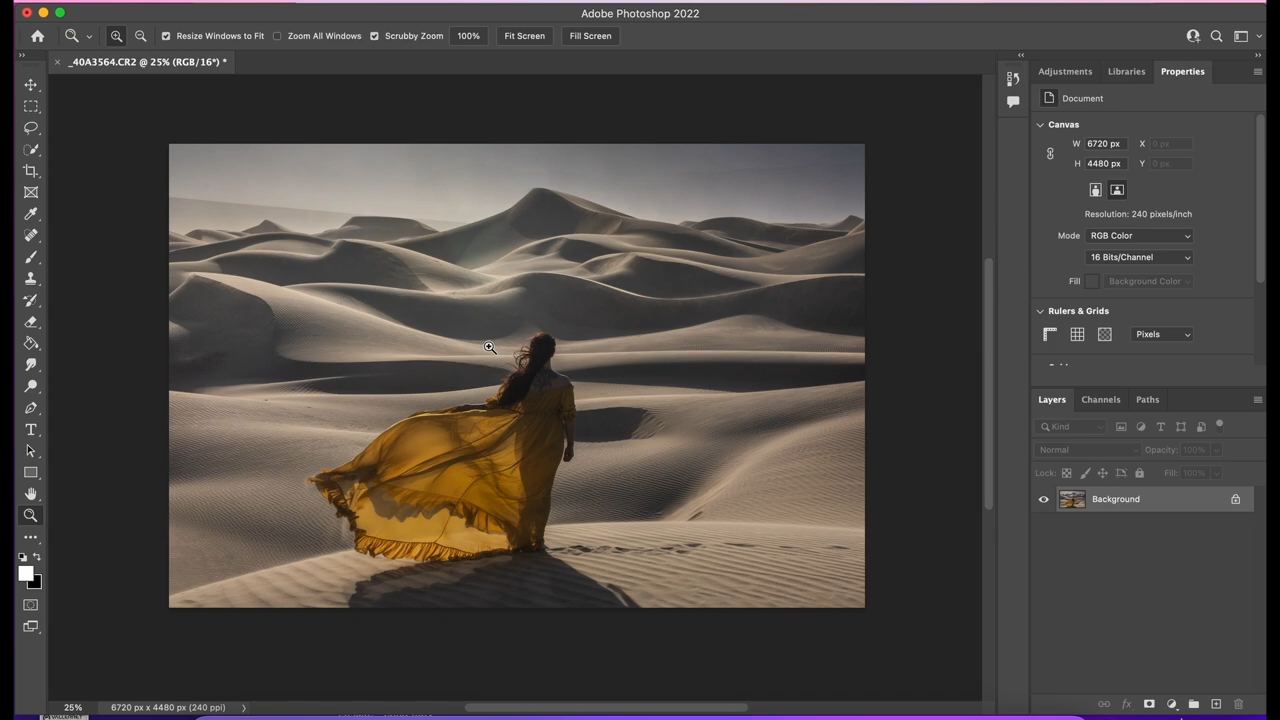 Adobe Photoshop 2022
Resize Windows to Fit Zoom All Windows Scrubby Zoom 100% Fit Screen Fill Screen
_40A3564.CR2 @ 25% (RGB/16*) *
Adjustments Libraries Properties
Document
Canvas
W 6720 px X 0 px
H 4480 px Y 0 px
Resolution: 240 pixels/inch
Mode RGB Color
16 Bits/Channel
Fill Background Color
Rulers & Grids
Pixels
Layers Channels Paths
Kind
Normal Opacity: 100%
Lock: Fill: 100%
Background
25% 6720 px x 4480 px (240 ppi)